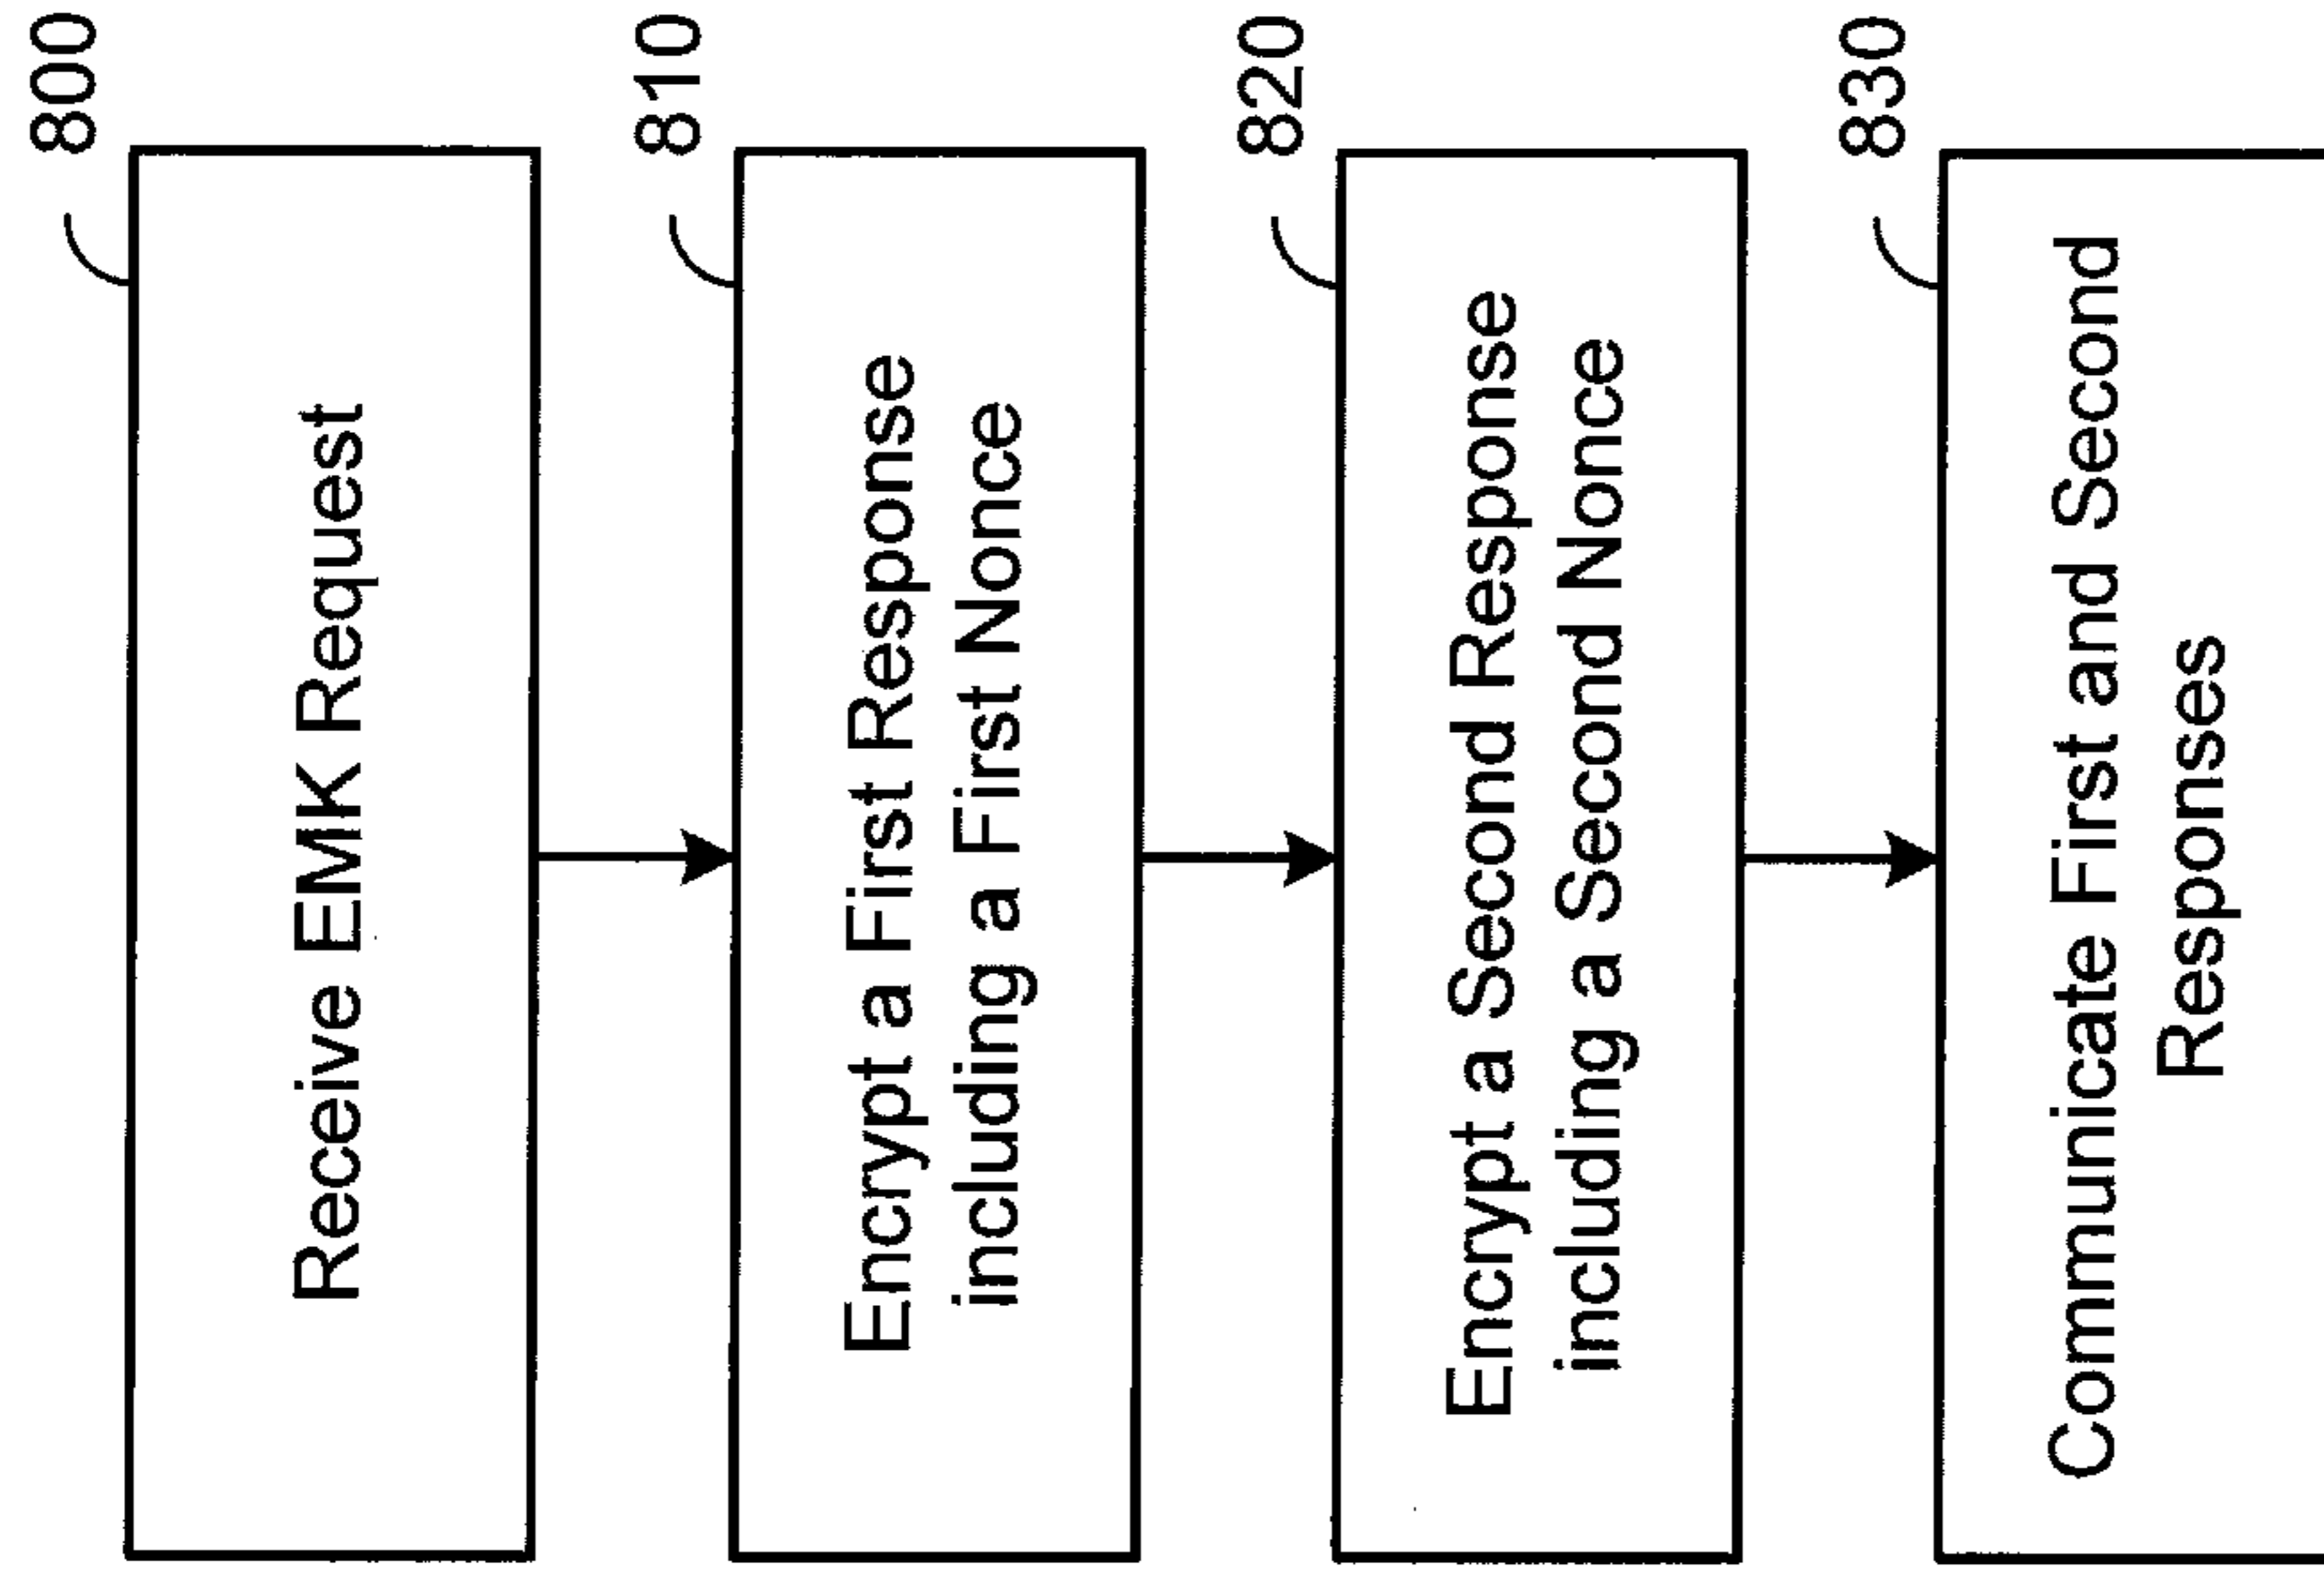 800
Receive EMK Request
810
Encrypt a First Response
including a First Nonce
820
Encrypt a Second Response
including a Second Nonce
830
Communicate First and Second
Responses